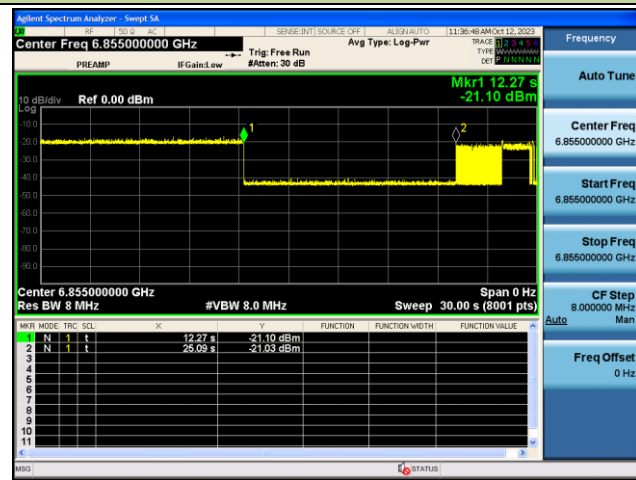 Agilent Spectrum Analyzer - Swept SA
RF 50 Ω AC SENSE:INT SOURCE OFF ALIGN AUTO 11:36:48 AM Oct 12, 2023
Center Freq 6.855000000 GHz Avg Type: Log-Pwr TRACE 1 2 3 4 5 6
Trig: Free Run TYPE
PREAMP IFGain:Low #Atten: 30 dB DET P N N N N N
Mkr1 12.27 s
10 dB/div Ref 0.00 dBm -21.10 dBm
Log
-10.0
-20.0
-30.0
-40.0
-50.0
-60.0
-80.0
-90.0
1
2
Center 6.855000000 GHz Span 0 Hz
Res BW 8 MHz #VBW 8.0 MHz Sweep 30.00 s (8001 pts)
MKR MODE TRC SCL X Y FUNCTION FUNCTION WIDTH FUNCTION VALUE
1 N 1 t 12.27 s -21.10 dBm
2 N 1 t 25.09 s -21.03 dBm
3
4
5
6
7
8
9
10
11
MSG STATUS
Frequency
Auto Tune
Center Freq
6.855000000 GHz
Start Freq
6.855000000 GHz
Stop Freq
6.855000000 GHz
CF Step
8.000000 MHz
Auto Man
Freq Offset
0 Hz